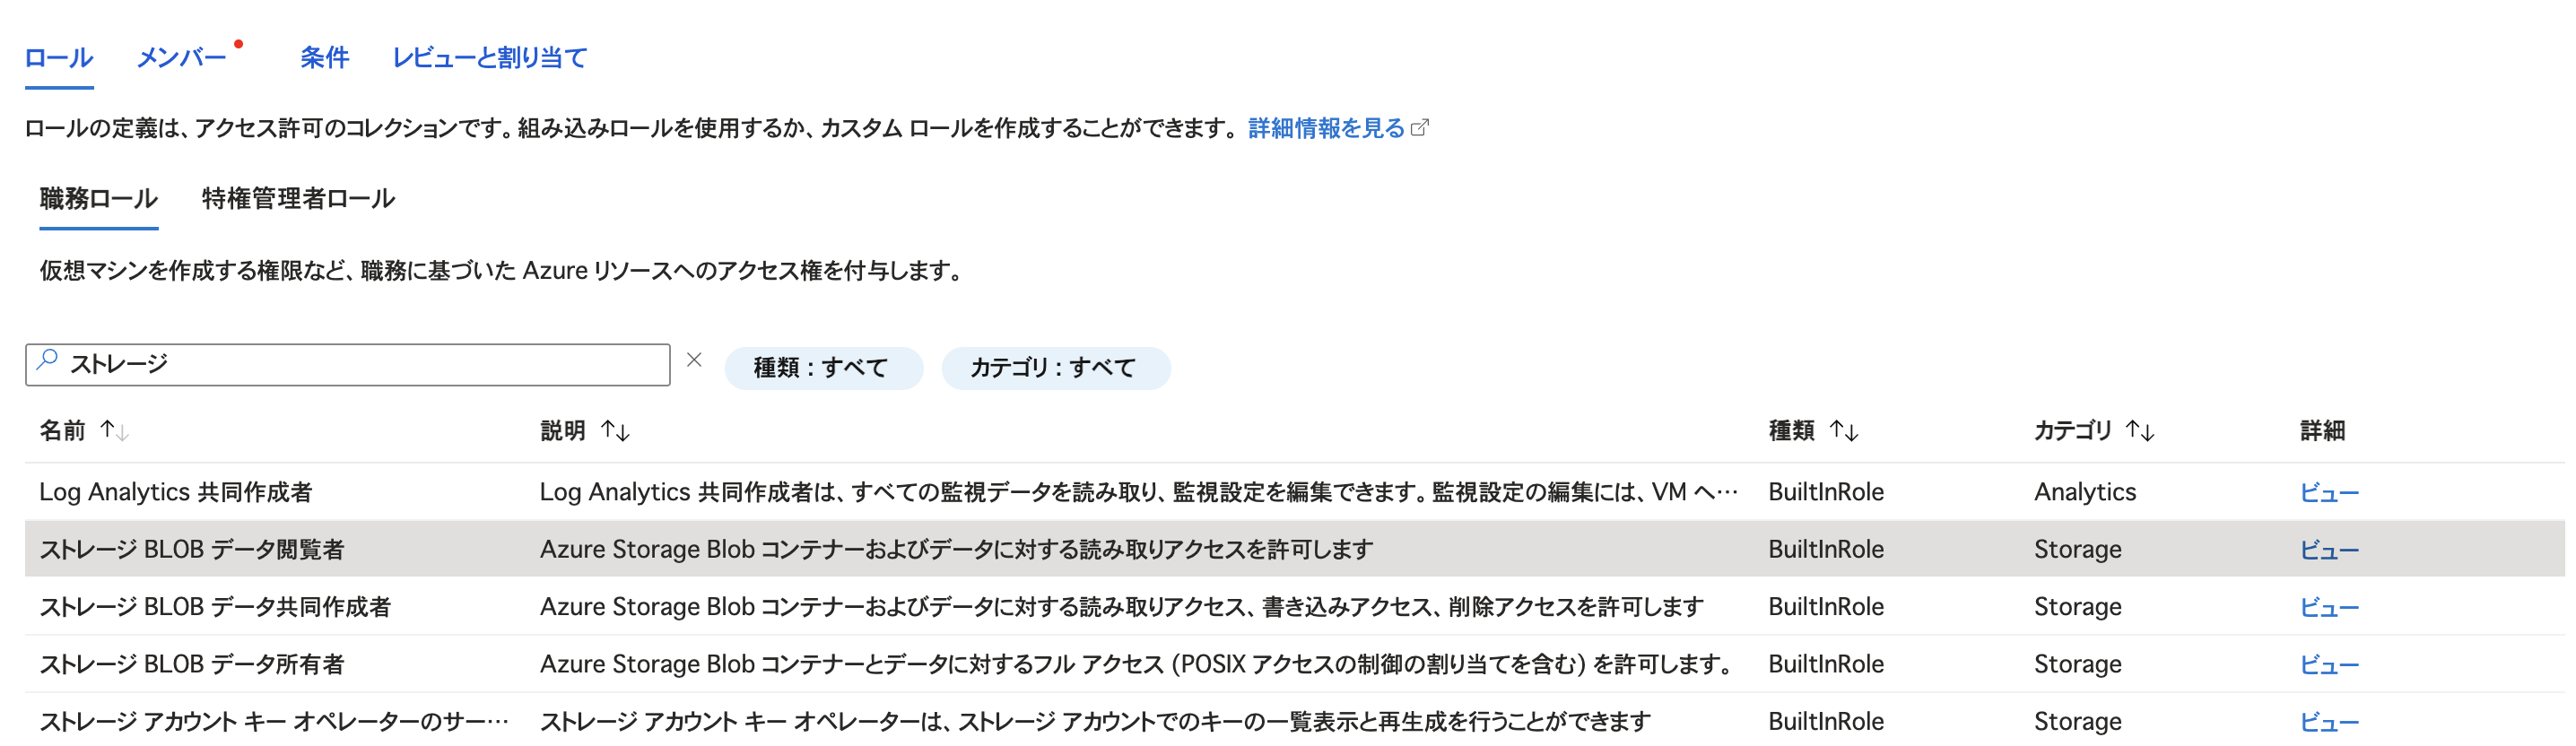 ロール メンバー 条件 レビューと割り当て
ロールの定義は、アクセス許可のコレクションです。組み込みロールを使用するか、カスタム ロールを作成することができます。 詳細情報を見る
職務ロール 特権管理者ロール
仮想マシンを作成する権限など、職務に基づいた Azure リソースへのアクセス権を付与します。
ストレージ × 種類 : すべて カテゴリ : すべて
名前 ↑↓ 説明 ↑↓ 種類 ↑↓ カテゴリ ↑↓ 詳細
Log Analytics 共同作成者 Log Analytics 共同作成者は、すべての監視データを読み取り、監視設定を編集できます。監視設定の編集には、VM へ… BuiltInRole Analytics ビュー
ストレージ BLOB データ閲覧者 Azure Storage Blob コンテナーおよびデータに対する読み取りアクセスを許可します BuiltInRole Storage ビュー
ストレージ BLOB データ共同作成者 Azure Storage Blob コンテナーおよびデータに対する読み取りアクセス、書き込みアクセス、削除アクセスを許可します BuiltInRole Storage ビュー
ストレージ BLOB データ所有者 Azure Storage Blob コンテナーとデータに対するフル アクセス (POSIX アクセスの制御の割り当てを含む) を許可します。 BuiltInRole Storage ビュー
ストレージ アカウント キー オペレーターのサー… ストレージ アカウント キー オペレーターは、ストレージ アカウントでのキーの一覧表示と再生成を行うことができます BuiltInRole Storage ビュー